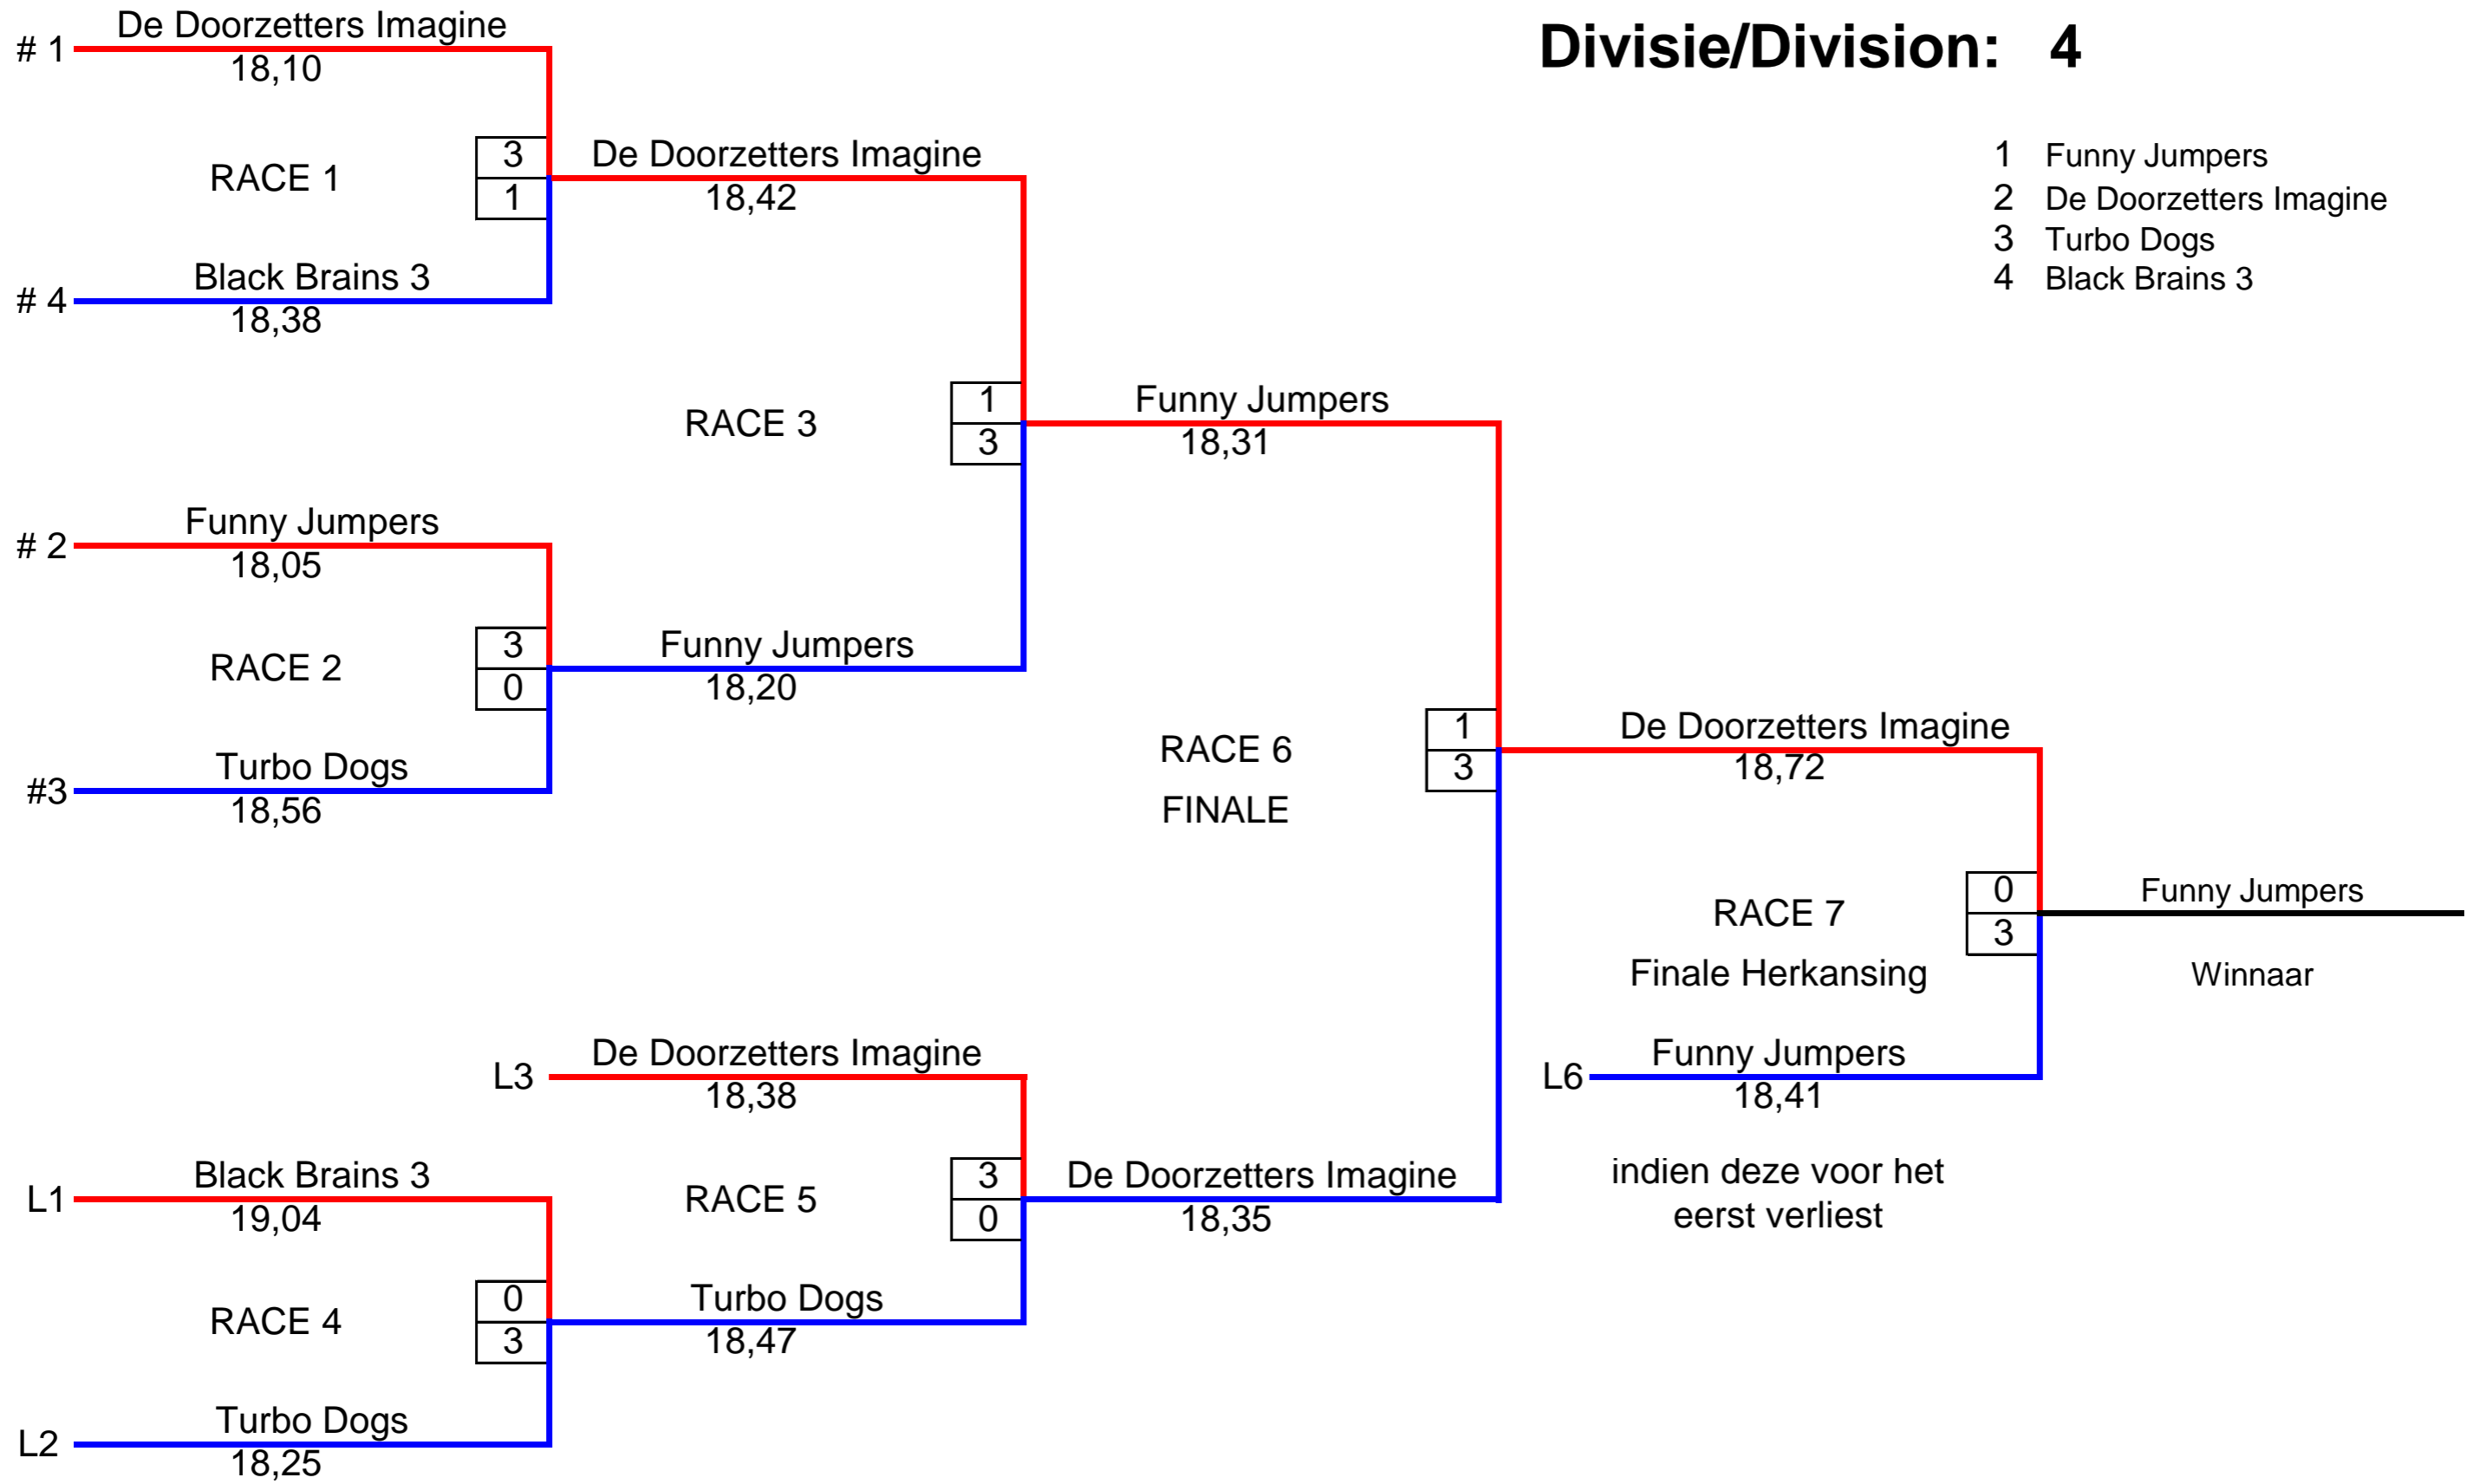 Divisie/Division: 4
1 Funny Jumpers
2 De Doorzetters Imagine
3 Turbo Dogs
4 Black Brains 3
De Doorzetters Imagine
# 1
18,10
RACE 1
3
1
Black Brains 3
# 4
18,38
De Doorzetters Imagine
18,42
RACE 3
1
3
Funny Jumpers
18,31
Funny Jumpers
# 2
18,05
RACE 2
3
0
Turbo Dogs
#3
18,56
Funny Jumpers
18,20
RACE 6
FINALE
1
3
De Doorzetters Imagine
18,72
RACE 7
Finale Herkansing
0
3
Funny Jumpers
Winnaar
L6
Funny Jumpers
18,41
indien deze voor het
eerst verliest
L3
De Doorzetters Imagine
18,38
RACE 5
3
0
De Doorzetters Imagine
18,35
L1
Black Brains 3
19,04
RACE 4
0
3
Turbo Dogs
18,47
L2
Turbo Dogs
18,25